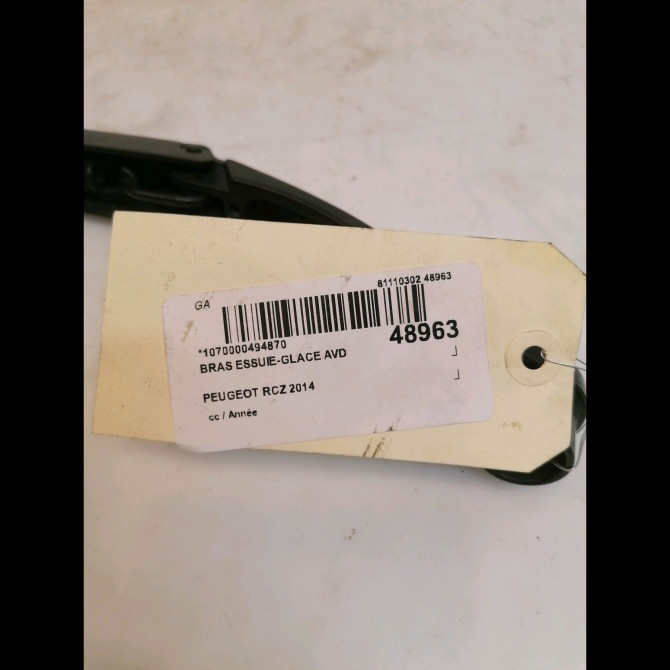 GA
81110302 48963
*1070000494870
48963
BRAS ESSUIE-GLACE AVD
PEUGEOT RCZ 2014
cc / Année